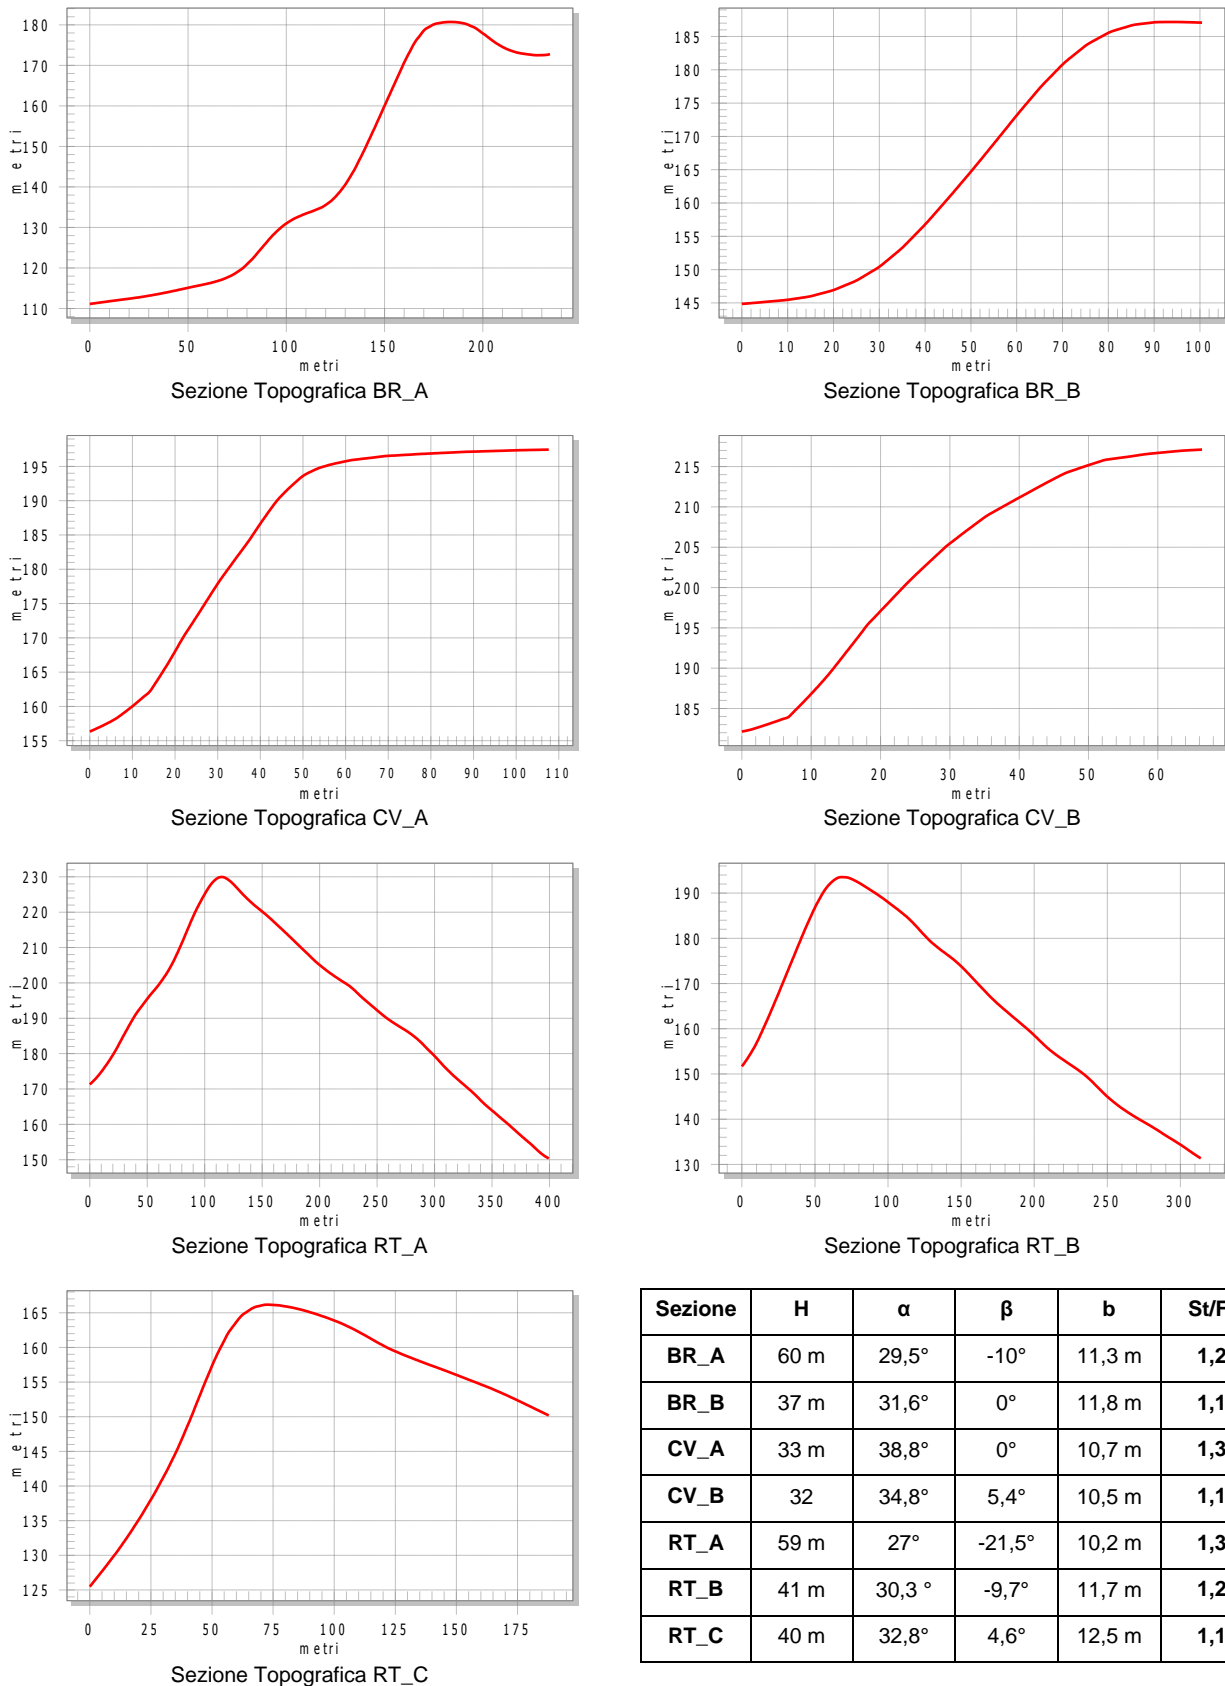 180
170
160
150
140
130
120
110
m e tri
0 50 100 150 200
metri
Sezione Topografica BR_A
185
180
175
170
165
160
155
150
145
m e tri
0 10 20 30 40 50 60 70 80 90 100
metri
Sezione Topografica BR_B
195
190
185
180
175
170
165
160
155
m e tri
0 10 20 30 40 50 60 70 80 90 100 110
metri
Sezione Topografica CV_A
215
210
205
200
195
190
185
m e tri
0 10 20 30 40 50 60
metri
Sezione Topografica CV_B
230
220
210
200
190
180
170
160
150
m e tri
0 50 100 150 200 250 300 350 400
metri
Sezione Topografica RT_A
190
180
170
160
150
140
130
m e tri
0 50 100 150 200 250 300
metri
Sezione Topografica RT_B
165
160
155
150
145
140
135
130
125
m e tri
0 25 50 75 100 125 150 175
metri
Sezione Topografica RT_C
Sezione H α β b St/F
BR_A 60 m 29,5° -10° 11,3 m 1,2
BR_B 37 m 31,6° 0° 11,8 m 1,1
CV_A 33 m 38,8° 0° 10,7 m 1,3
CV_B 32 34,8° 5,4° 10,5 m 1,1
RT_A 59 m 27° -21,5° 10,2 m 1,3
RT_B 41 m 30,3 ° -9,7° 11,7 m 1,2
RT_C 40 m 32,8° 4,6° 12,5 m 1,1